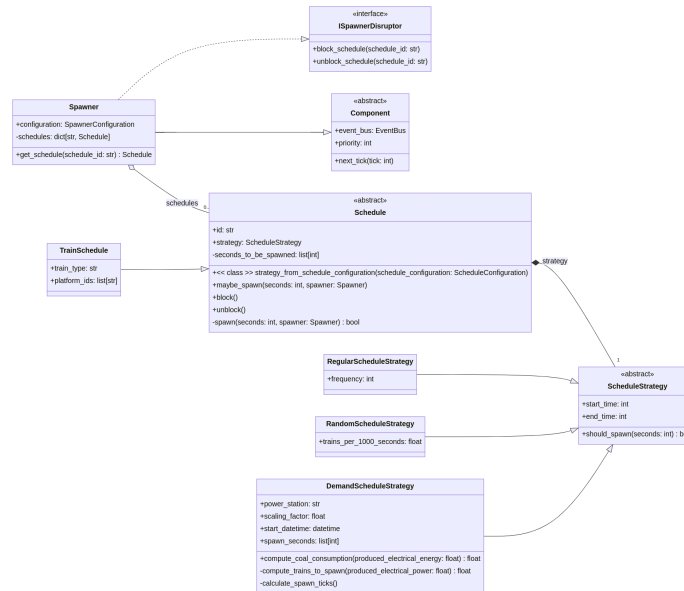 «interface»
ISpawnerDisruptor
+block_schedule(schedule_id: str)
+unblock_schedule(schedule_id: str)
Spawner
+configuration: SpawnerConfiguration
-schedules: dict[str, Schedule]
+get_schedule(schedule_id: str) : Schedule
«abstract»
Component
+event_bus: EventBus
+priority: int
+next_tick(tick: int)
schedules
«abstract»
Schedule
+id: str
+strategy: ScheduleStrategy
-seconds_to_be_spawned: list[int]
+<< class >> strategy_from_schedule_configuration(schedule_configuration: ScheduleConfiguration)
+maybe_spawn(seconds: int, spawner: Spawner)
+block()
+unblock()
-spawn(seconds: int, spawner: Spawner) : bool
TrainSchedule
+train_type: str
+platform_ids: list[str]
strategy
1
RegularScheduleStrategy
+frequency: int
«abstract»
ScheduleStrategy
+start_time: int
+end_time: int
+should_spawn(seconds: int) :
RandomScheduleStrategy
+trains_per_1000_seconds: float
DemandScheduleStrategy
+power_station: str
+scaling_factor: float
+start_datetime: datetime
+spawn_seconds: list[int]
+compute_coal_consumption(produced_electrical_energy: float) : float
-compute_trains_to_spawn(produced_electrical_power: float) : float
-calculate_spawn_ticks()